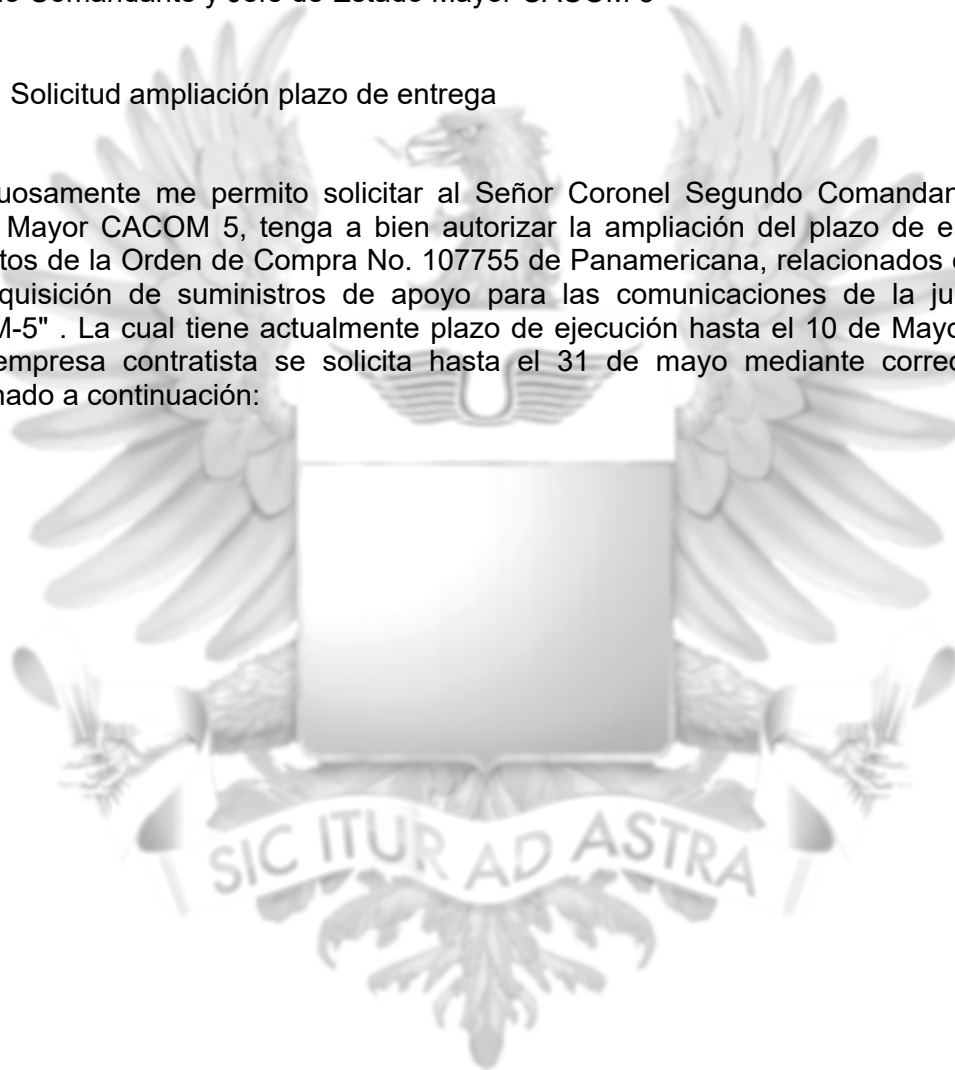 Comandante y Jefe de Estado Mayor CACOM 5
Solicitud ampliación plazo de entrega
uosamente me permito solicitar al Señor Coronel Segundo Comandan
Mayor CACOM 5, tenga a bien autorizar la ampliación del plazo de e
tos de la Orden de Compra No. 107755 de Panamericana, relacionados
quisición de suministros de apoyo para las comunicaciones de la ju
M-5" . La cual tiene actualmente plazo de ejecución hasta el 10 de Mayo
empresa contratista se solicita hasta el 31 de mayo mediante correo
nado a continuación:
SIC ITUR AD ASTRA